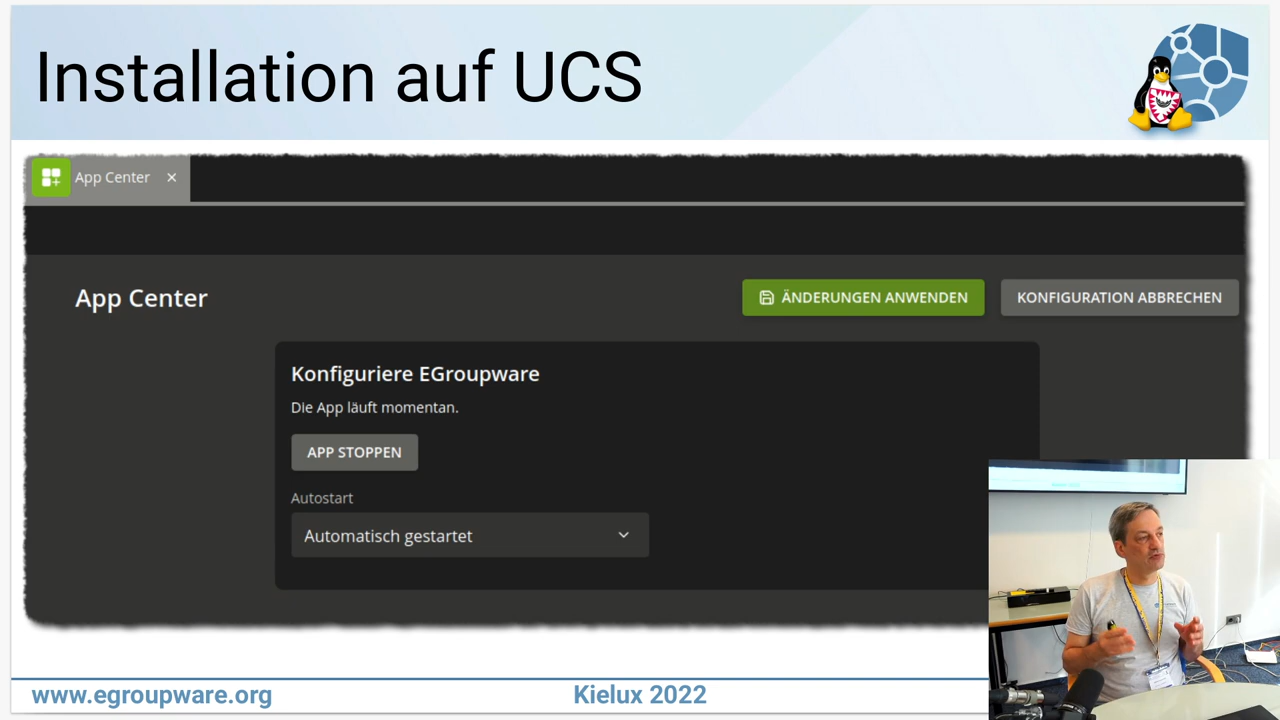 Installation auf UCS
App Center ×
App Center
ÄNDERUNGEN ANWENDEN
KONFIGURATION ABBRECHEN
Konfiguriere EGroupware
Die App läuft momentan.
APP STOPPEN
Autostart
Automatisch gestartet
www.egroupware.org
Kielux 2022